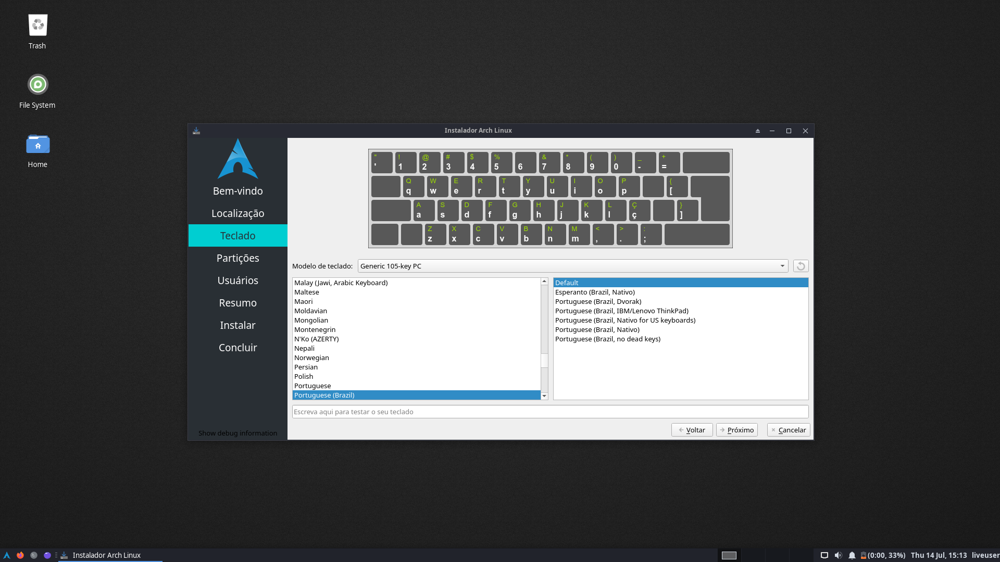 Trash
File System
Home
Instalador Arch Linux
Bem-vindo
Localização
Teclado
Partições
Usuários
Resumo
Instalar
Concluir
Show debug information
" ! @ # $ % & * ( ) _ +
' 1 2 3 4 5 6 7 8 9 0 - =
Q W E R T Y U I O P {
q w e r t y u i o p [
A S D F G H J K L Ç }
a s d f g h j k l ç ]
Z X C V B N M < > :
z x c v b n m , . ;
Modelo de teclado: Generic 105-key PC
Malay (Jawi, Arabic Keyboard)
Maltese
Maori
Moldavian
Mongolian
Montenegrin
N'Ko (AZERTY)
Nepali
Norwegian
Persian
Polish
Portuguese
Portuguese (Brazil)
Default
Esperanto (Brazil, Nativo)
Portuguese (Brazil, Dvorak)
Portuguese (Brazil, IBM/Lenovo ThinkPad)
Portuguese (Brazil, Nativo for US keyboards)
Portuguese (Brazil, Nativo)
Portuguese (Brazil, no dead keys)
Escreva aqui para testar o seu teclado
Voltar Próximo Cancelar
Instalador Arch Linux
(0:00, 33%) Thu 14 Jul, 15:13 liveuser